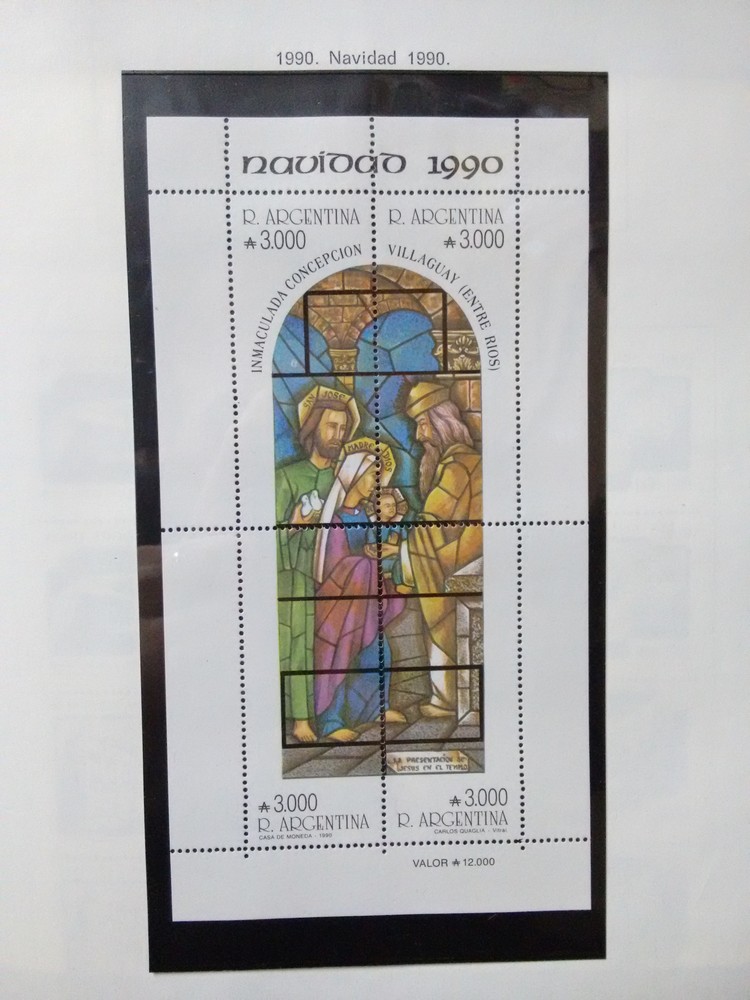 1990. Navidad 1990.
navidad 1990
R. ARGENTINA R. ARGENTINA
₳ 3.000 ₳ 3.000
INMACULADA CONCEPCION VILLAGUAY (ENTRE RIOS)
SAN JOSE
MADRE DIOS
LA PRESENTACION DE
JESUS EN EL TEMPLO
₳ 3.000 ₳ 3.000
R. ARGENTINA R. ARGENTINA
CASA DE MONEDA - 1990 CARLOS QUAGLIA - Vitral
VALOR ₳ 12.000